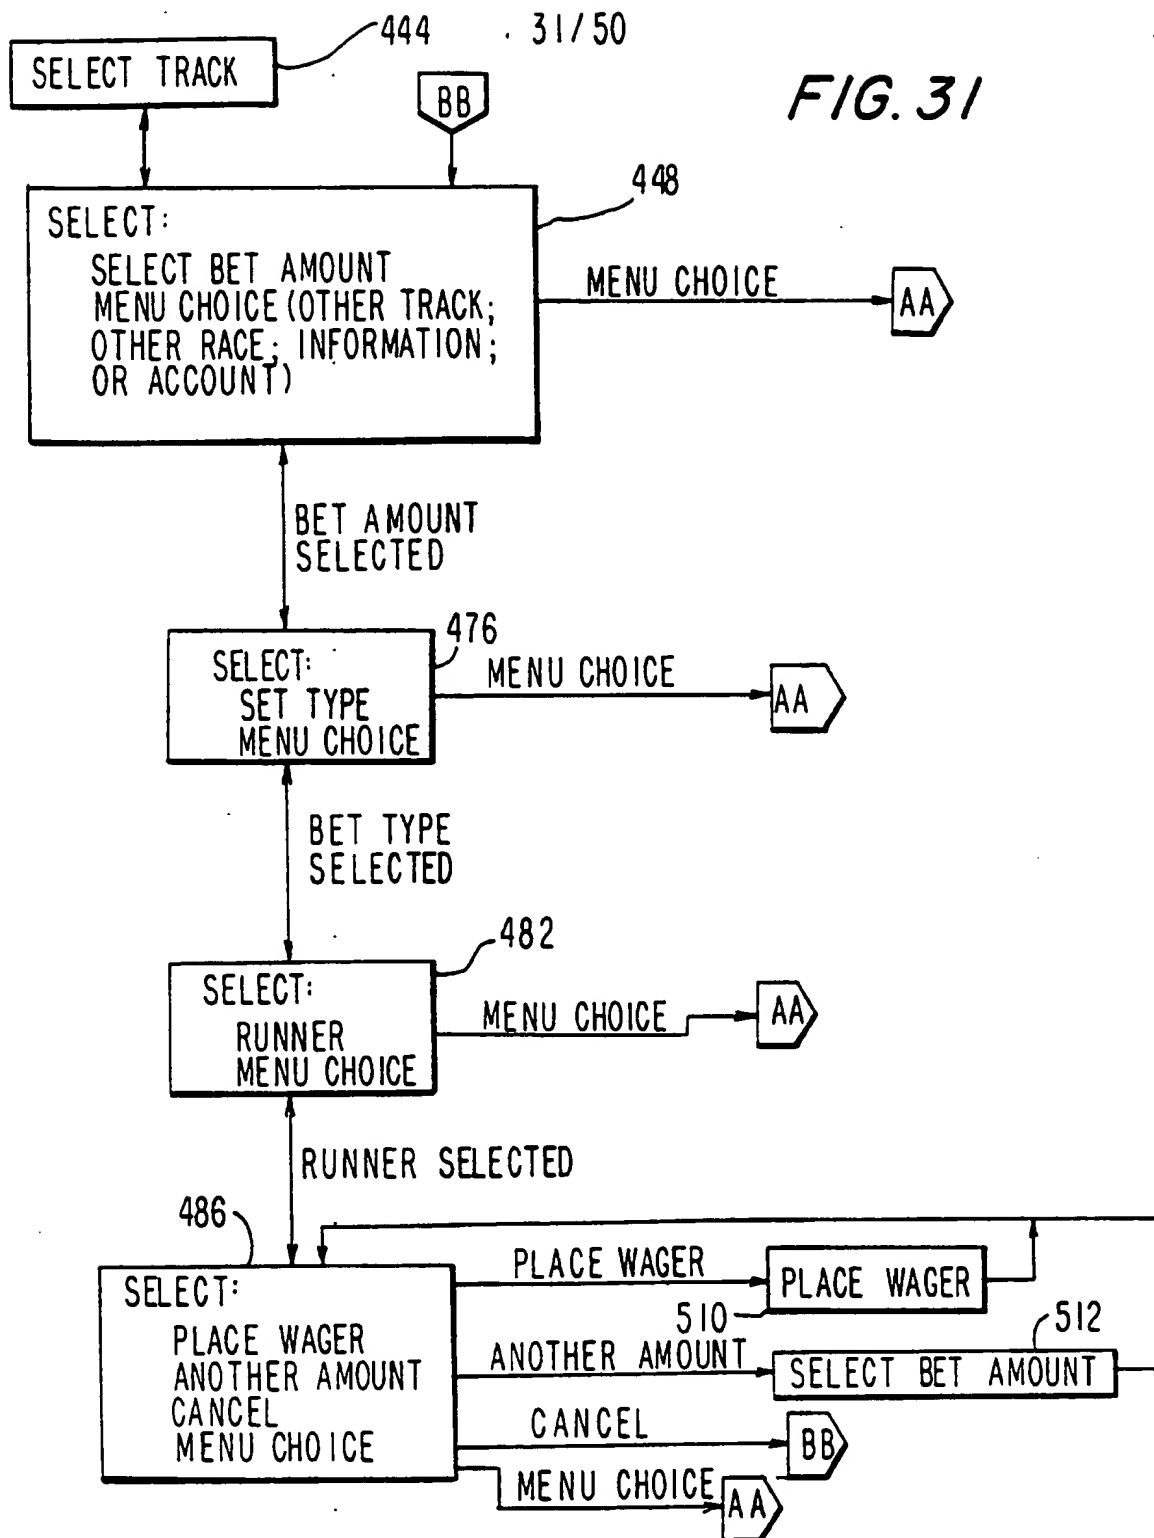 444
31/50
SELECT TRACK
BB
FIG. 31
448
SELECT:
SELECT BET AMOUNT
MENU CHOICE (OTHER TRACK;
OTHER RACE; INFORMATION;
OR ACCOUNT)
MENU CHOICE
AA
BET AMOUNT
SELECTED
476
SELECT:
SET TYPE
MENU CHOICE
MENU CHOICE
AA
BET TYPE
SELECTED
482
SELECT:
RUNNER
MENU CHOICE
MENU CHOICE
AA
RUNNER SELECTED
486
SELECT:
PLACE WAGER
ANOTHER AMOUNT
CANCEL
MENU CHOICE
PLACE WAGER
PLACE WAGER
510
512
ANOTHER AMOUNT
SELECT BET AMOUNT
CANCEL
BB
MENU CHOICE
AA